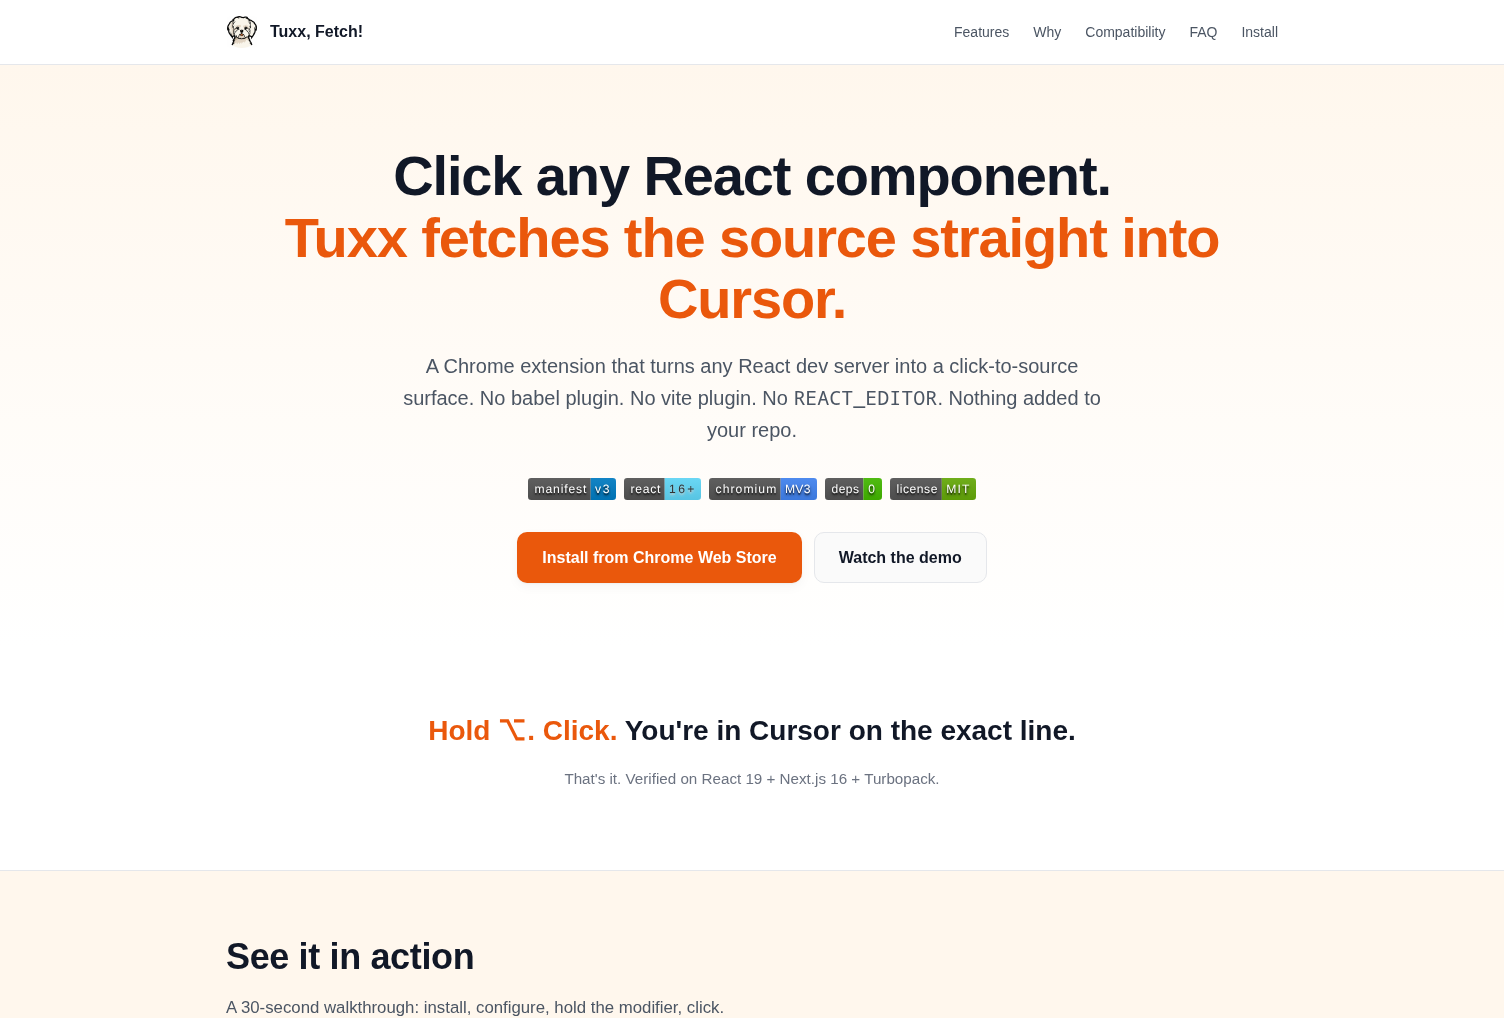 Tuxx, Fetch!
Features Why Compatibility FAQ Install
Click any React component.
Tuxx fetches the source straight into
Cursor.
A Chrome extension that turns any React dev server into a click-to-source
surface. No babel plugin. No vite plugin. No REACT_EDITOR. Nothing added to
your repo.
manifest v3 react 16+ chromium MV3 deps 0 license MIT
Install from Chrome Web Store Watch the demo
Hold ⌥. Click. You're in Cursor on the exact line.
That's it. Verified on React 19 + Next.js 16 + Turbopack.
See it in action
A 30-second walkthrough: install, configure, hold the modifier, click.